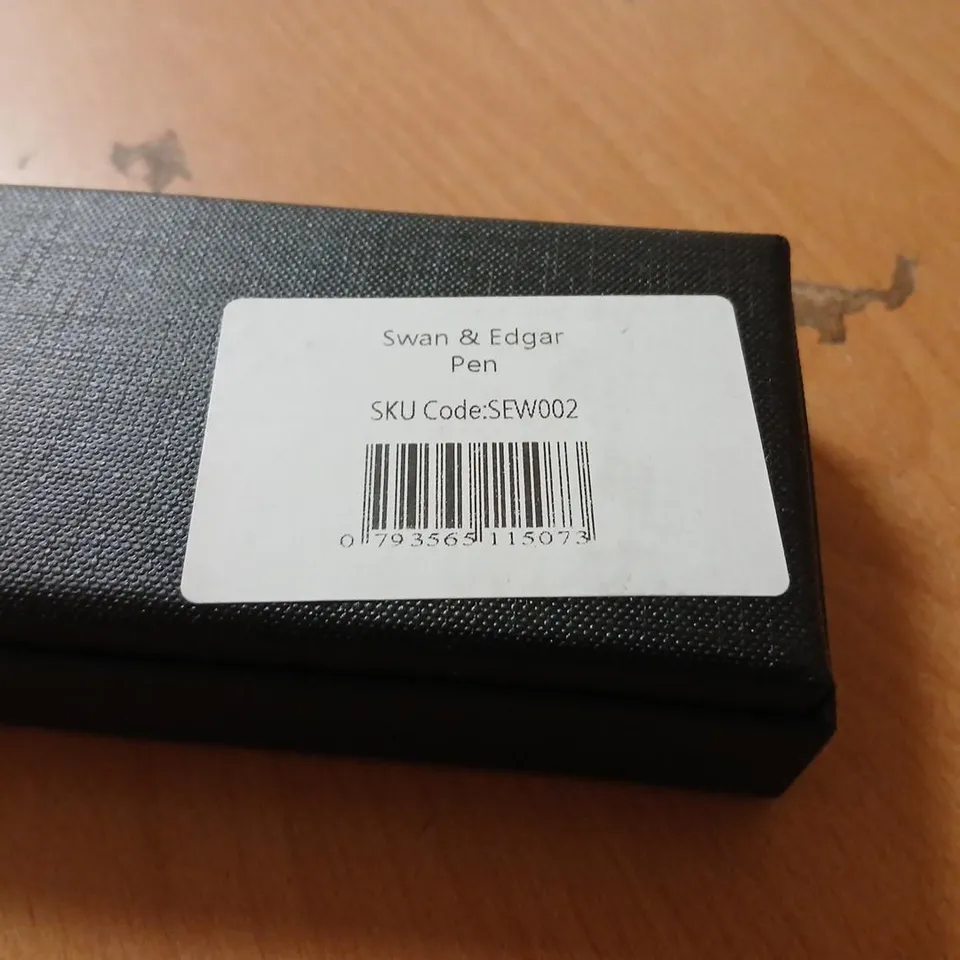 Swan & Edgar
Pen
SKU Code:SEW002
0 793565 115073